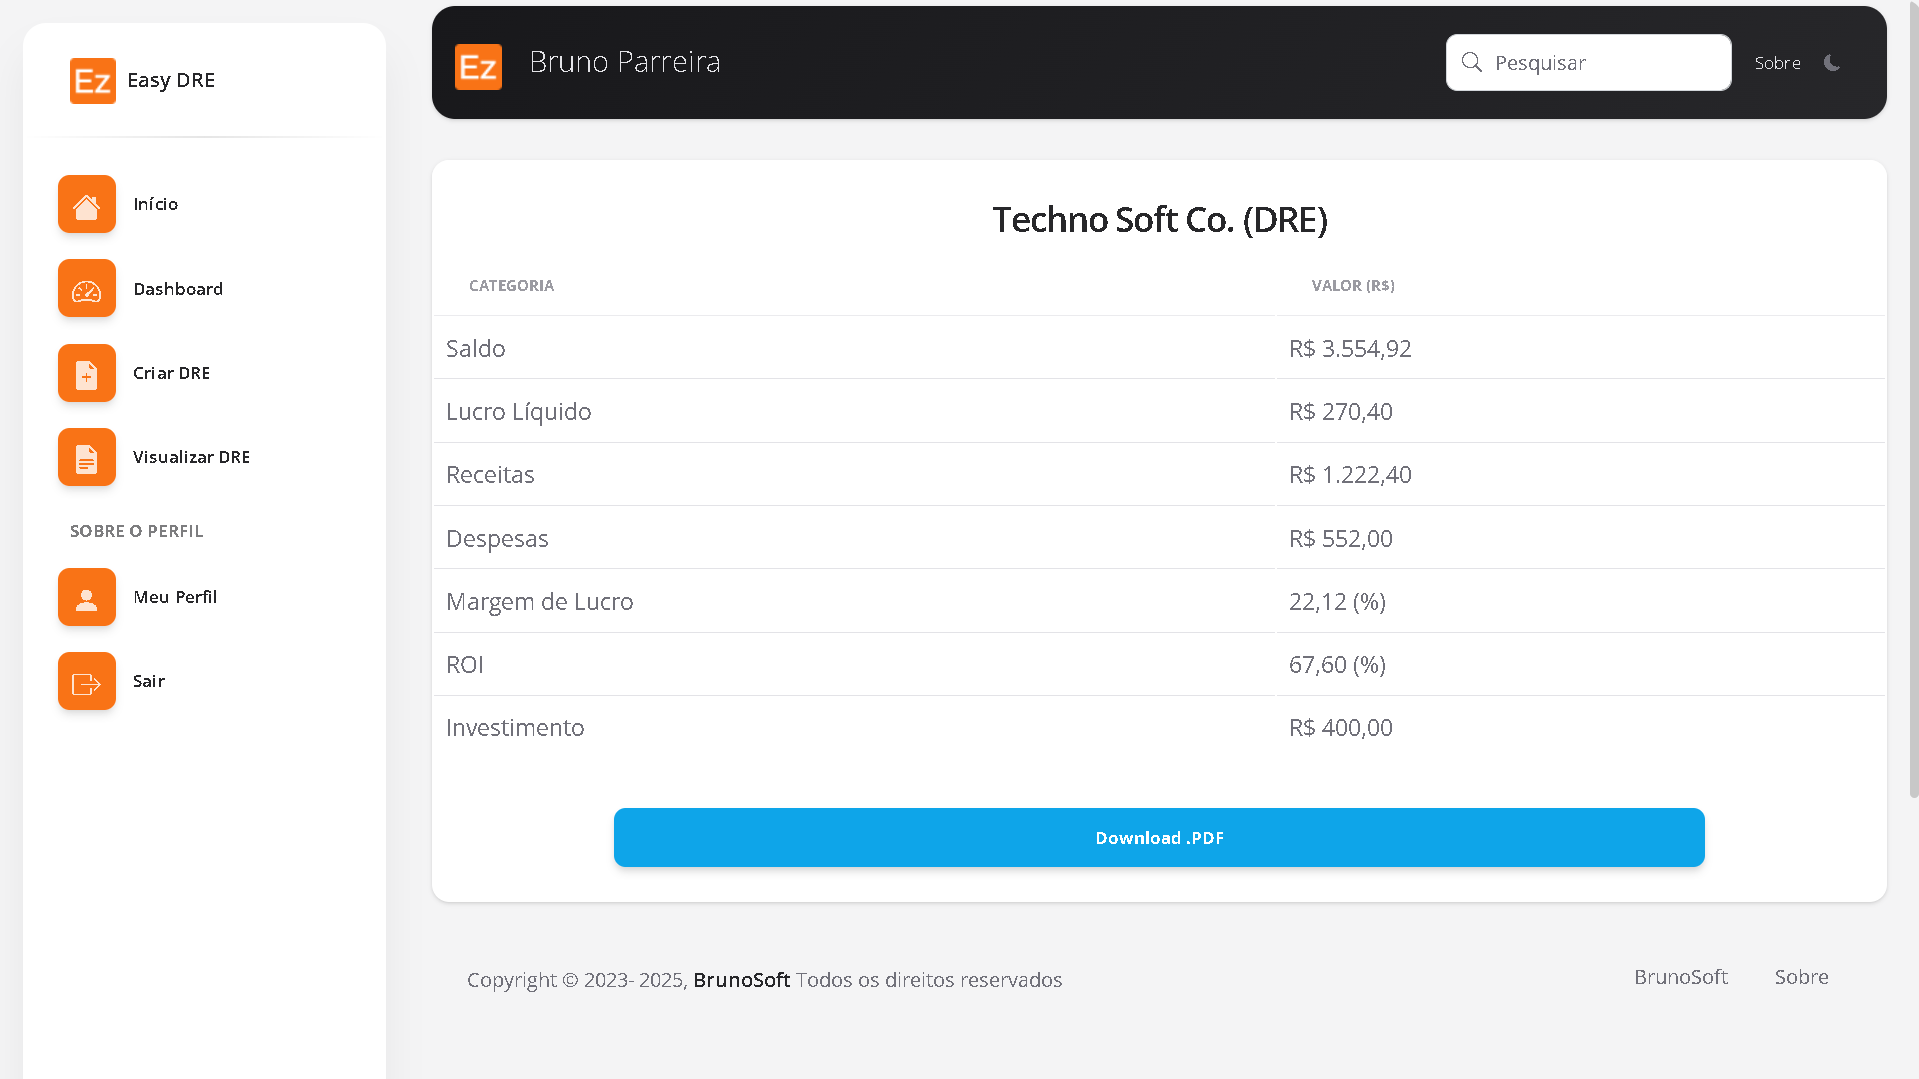 Ez Easy DRE
Início
Dashboard
Criar DRE
Visualizar DRE
SOBRE O PERFIL
Meu Perfil
Sair
Ez Bruno Parreira
Pesquisar
Sobre
Techno Soft Co. (DRE)
CATEGORIA VALOR (R$)
Saldo R$ 3.554,92
Lucro Líquido R$ 270,40
Receitas R$ 1.222,40
Despesas R$ 552,00
Margem de Lucro 22,12 (%)
ROI 67,60 (%)
Investimento R$ 400,00
Download .PDF
Copyright © 2023- 2025, BrunoSoft Todos os direitos reservados
BrunoSoft Sobre